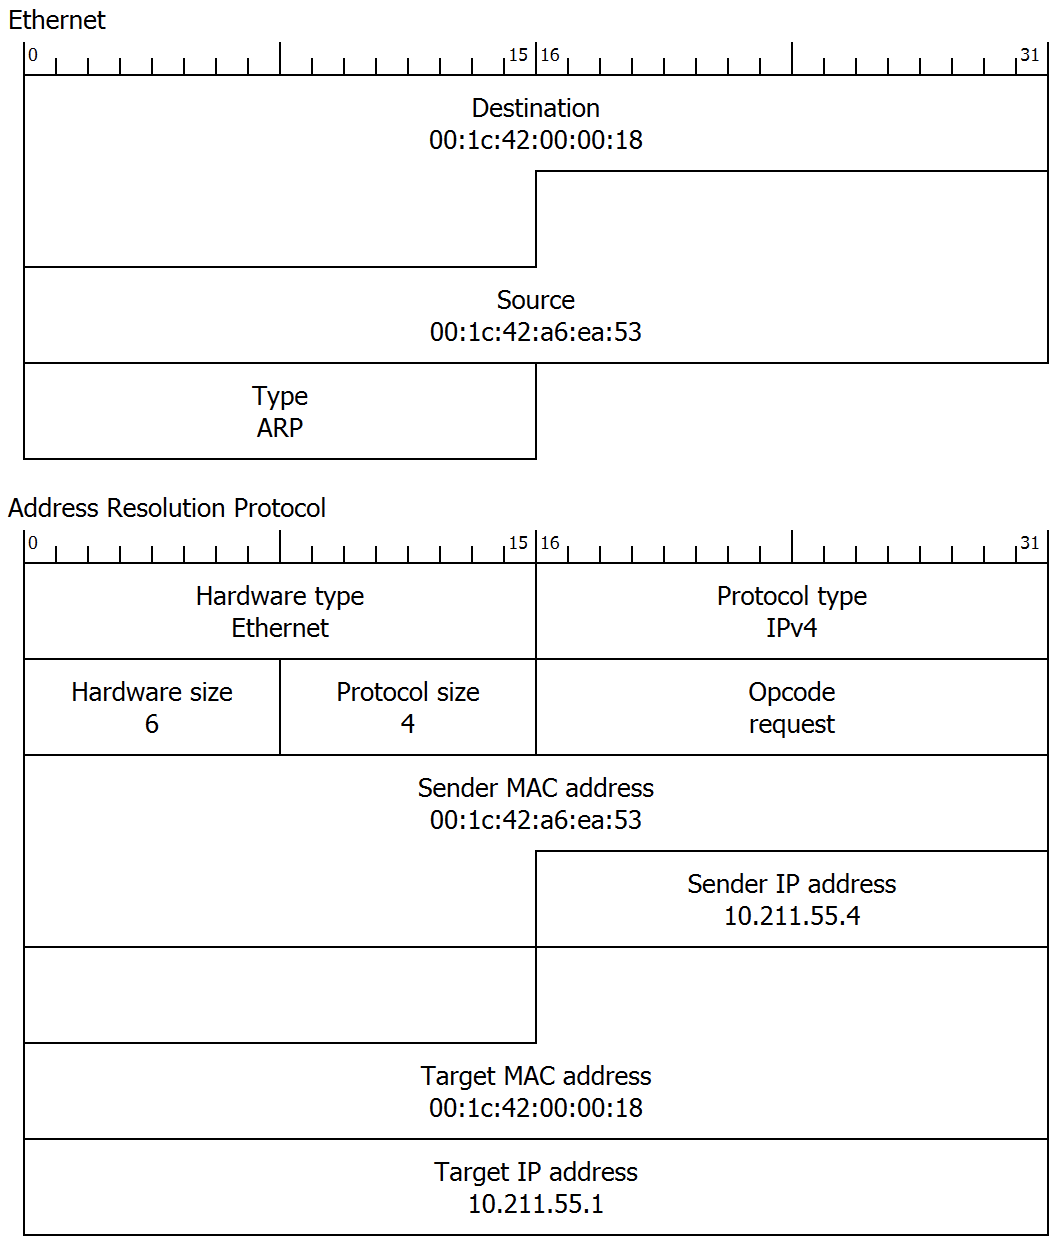 Ethernet
0 15 16 31
Destination
00:1c:42:00:00:18
Source
00:1c:42:a6:ea:53
Type
ARP
Address Resolution Protocol
0 15 16 31
Hardware type
Ethernet
Protocol type
IPv4
Hardware size
6
Protocol size
4
Opcode
request
Sender MAC address
00:1c:42:a6:ea:53
Sender IP address
10.211.55.4
Target MAC address
00:1c:42:00:00:18
Target IP address
10.211.55.1